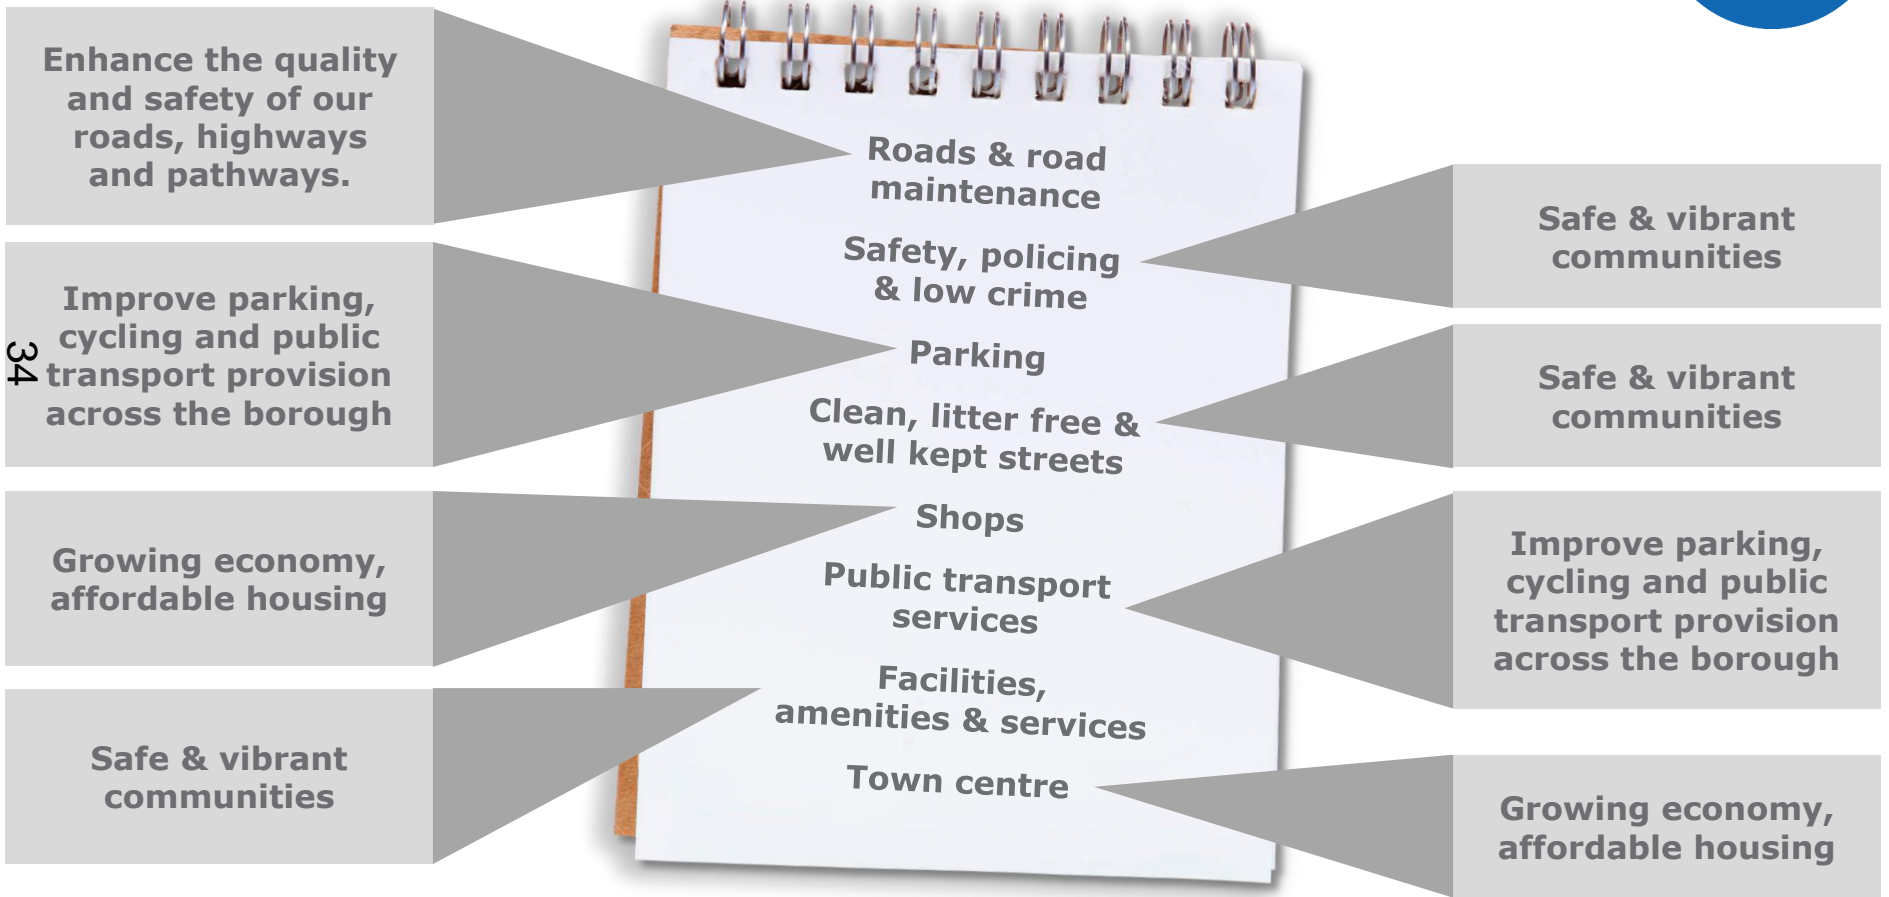 Enhance the quality
and safety of our
roads, highways
and pathways.
Improve parking,
cycling and public
transport provision
across the borough
34
Growing economy,
affordable housing
Safe & vibrant
communities
Roads & road
maintenance
Safety, policing
& low crime
Parking
Clean, litter free &
well kept streets
Shops
Public transport
services
Facilities,
amenities & services
Town centre
Safe & vibrant
communities
Safe & vibrant
communities
Improve parking,
cycling and public
transport provision
across the borough
Growing economy,
affordable housing